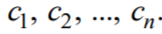 c₁, c₂, ..., cₙ.